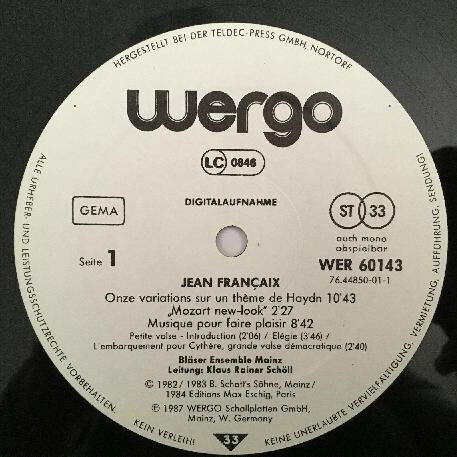 HERGESTELLT BEI DER TELDEC-PRESS GMBH, NORTORF
wergo
LC 0846
DIGITALAUFNAHME
GEMA
ST 33
auch mono
abspielbar
Seite 1
WER 60143
76.44850-01-1
JEAN FRANÇAIX
Onze variations sur un thème de Haydn 10'43
„Mozart new-look" 2'27
Musique pour faire plaisir 8'42
Petite valse - Introduction (2'06) / Elégie (3'46) /
L'embarquement pour Cythère, grande valse démocratique (2'40)
Bläser Ensemble Mainz
Leitung: Klaus Rainer Schöll
© 1982 / 1983 B. Schott's Söhne, Mainz /
1984 Editions Max Eschig, Paris
℗ 1987 WERGO Schallplatten GmbH,
Mainz, W. Germany
33
ALLE URHEBER- UND LEISTUNGSSCHUTZRECHTE VORBEHALTEN.
KEIN VERLEIH!
KEINE UNERLAUBTE VERVIELFÄLTIGUNG, VERMIETUNG, AUFFÜHRUNG, SENDUNG!